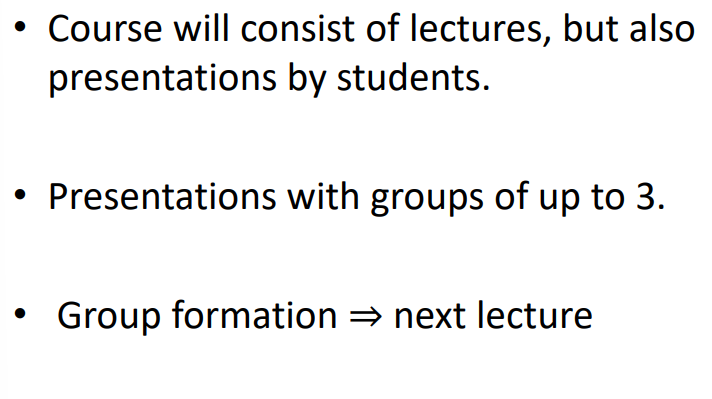 • Course will consist of lectures, but also
presentations by students.
• Presentations with groups of up to 3.
• Group formation ⇒ next lecture